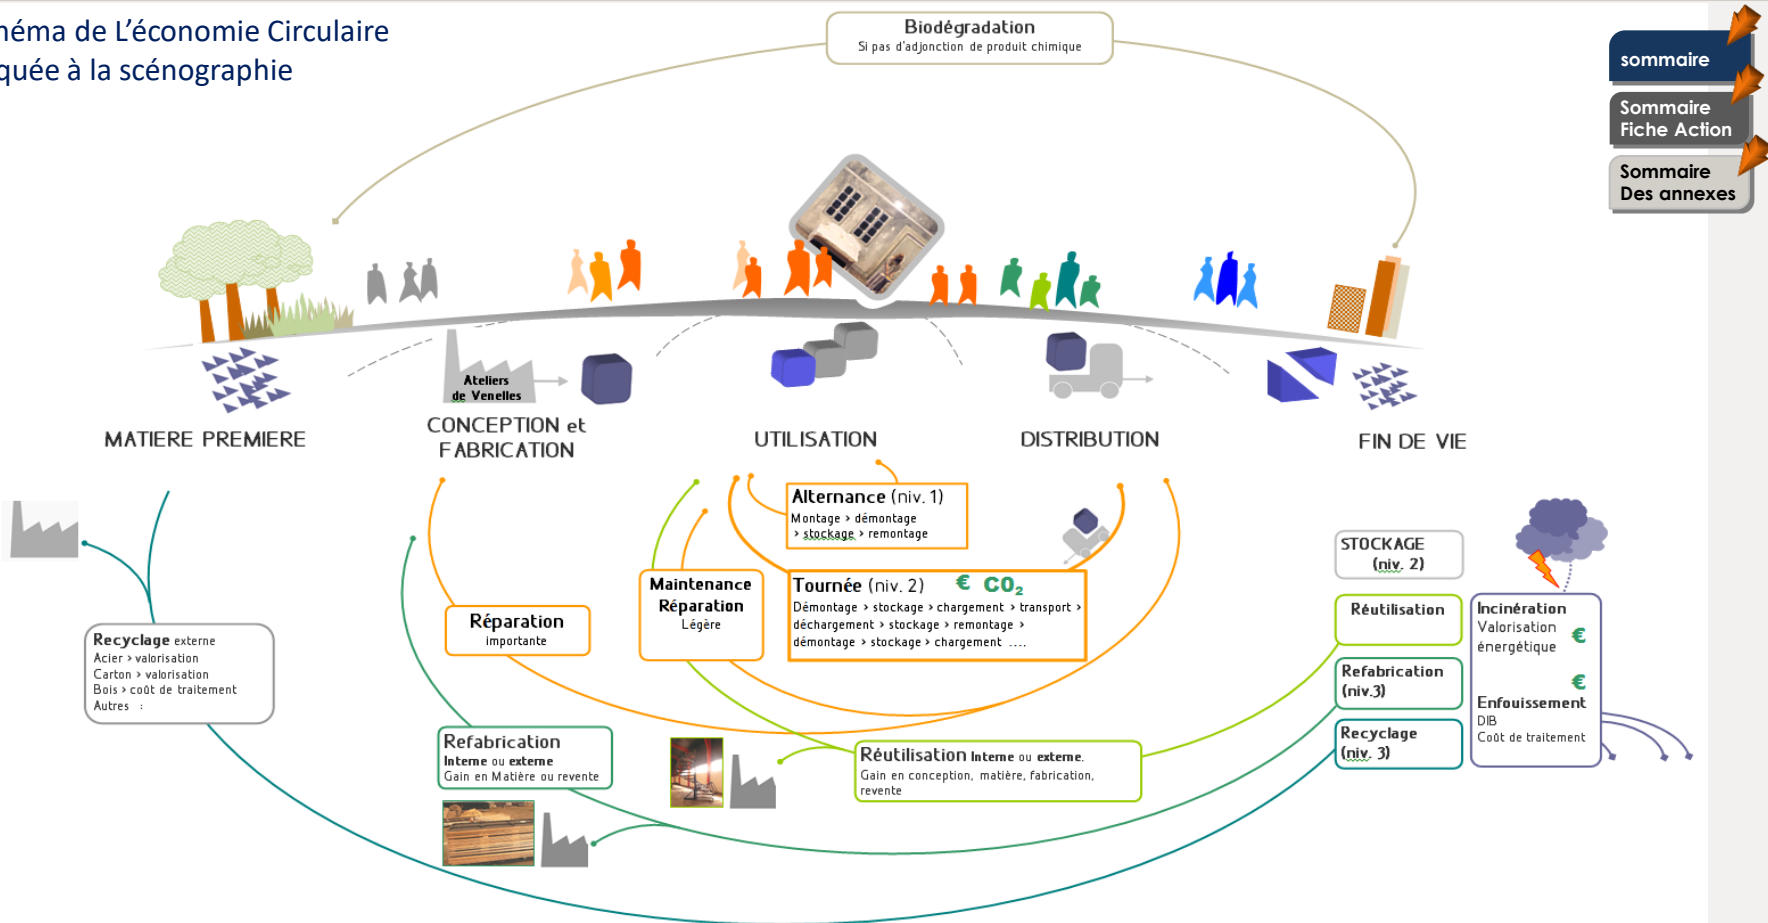 héma de L'économie Circulaire
quée à la scénographie
Biodégradation
Si pas d'adjonction de produit chimique
sommaire
Sommaire
Fiche Action
Sommaire
Des annexes
Ateliers
de Venelles
MATIERE PREMIERE
CONCEPTION et
FABRICATION
UTILISATION
DISTRIBUTION
FIN DE VIE
Alternance (niv. 1)
Montage > démontage
> stockage > remontage
Maintenance
Réparation
Légère
Tournée (niv. 2) € CO₂
Démontage > stockage > chargement > transport >
déchargement > stockage > remontage >
démontage > stockage > chargement ....
Réparation
importante
Recyclage externe
Acier > valorisation
Carton > valorisation
Bois > coût de traitement
Autres :
Refabrication
Interne ou externe
Gain en Matière ou revente
Réutilisation Interne ou externe.
Gain en conception, matière, fabrication,
revente
STOCKAGE
(niv. 2)
Réutilisation
Refabrication
(niv.3)
Recyclage
(niv. 3)
Incinération
Valorisation
énergétique €
€
Enfouissement
DIB
Coût de traitement